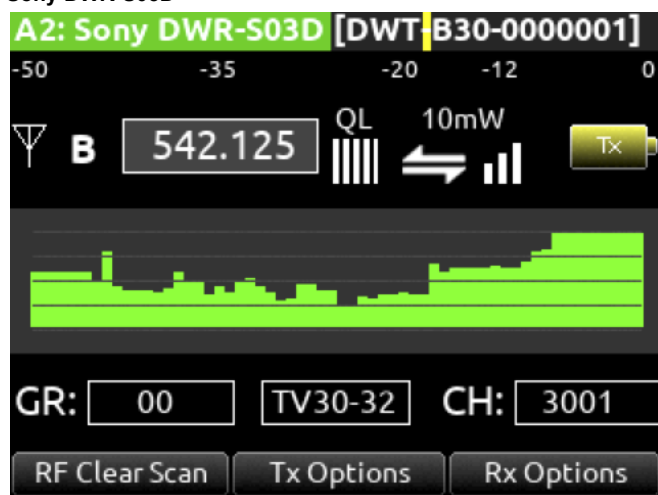 A2: Sony DWR-S03D [DWT-B30-0000001]
-50 -35 -20 -12 0
B 542.125 QL 10mW Tx
GR: 00 TV30-32 CH: 3001
RF Clear Scan Tx Options Rx Options